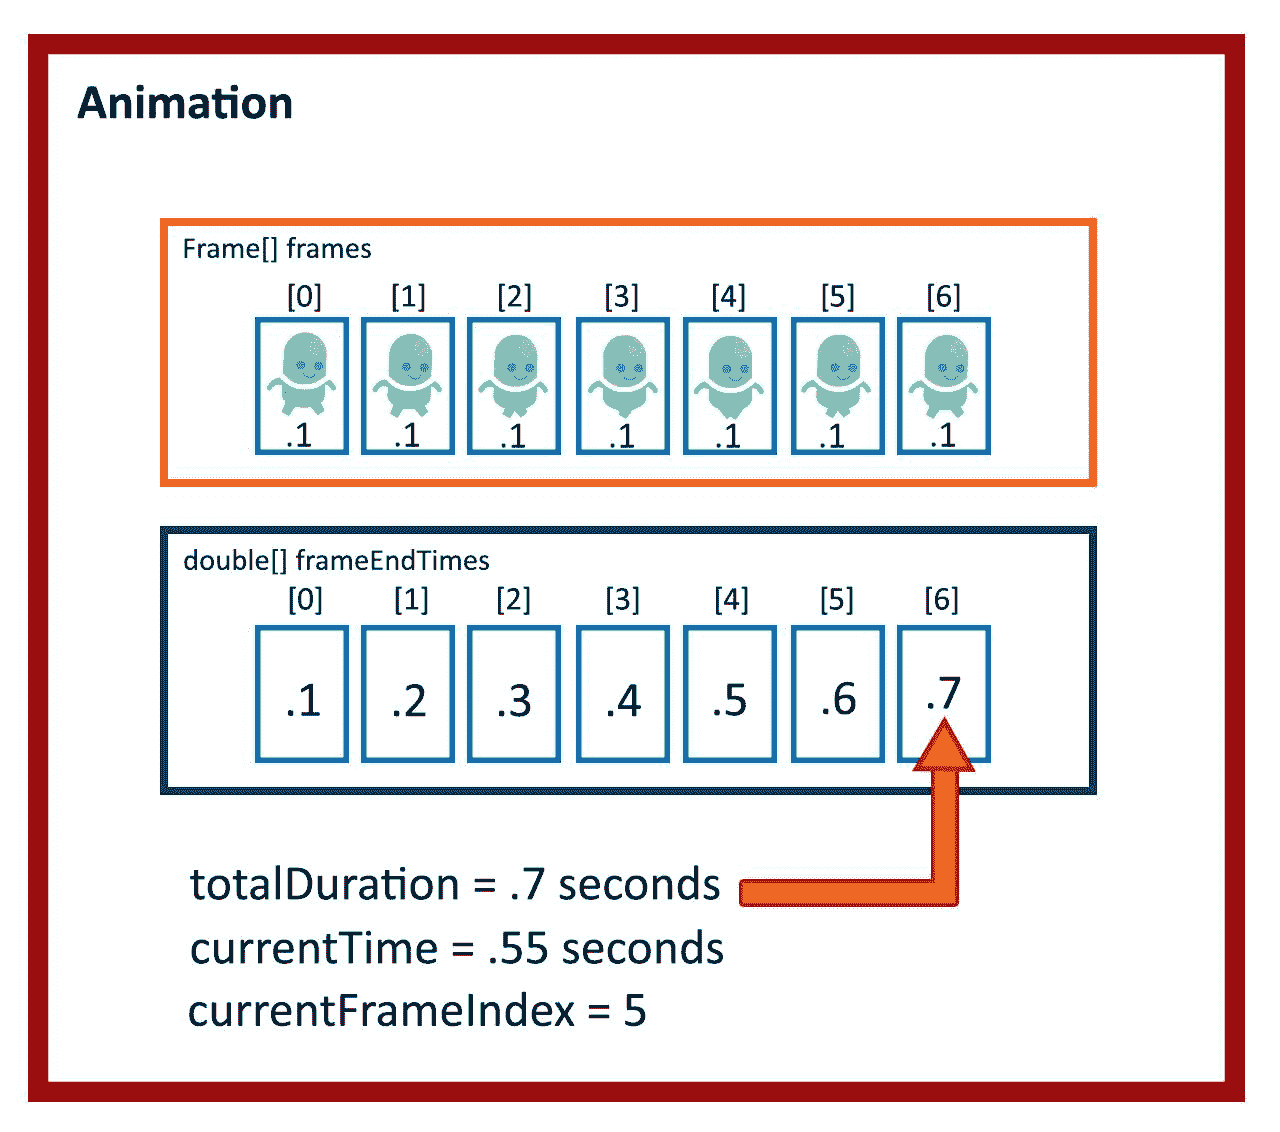 Animation
Frame[] frames
[0] [1] [2] [3] [4] [5] [6]
.1 .1 .1 .1 .1 .1 .1
double[] frameEndTimes
[0] [1] [2] [3] [4] [5] [6]
.1 .2 .3 .4 .5 .6 .7
totalDuration = .7 seconds
currentTime = .55 seconds
currentFrameIndex = 5